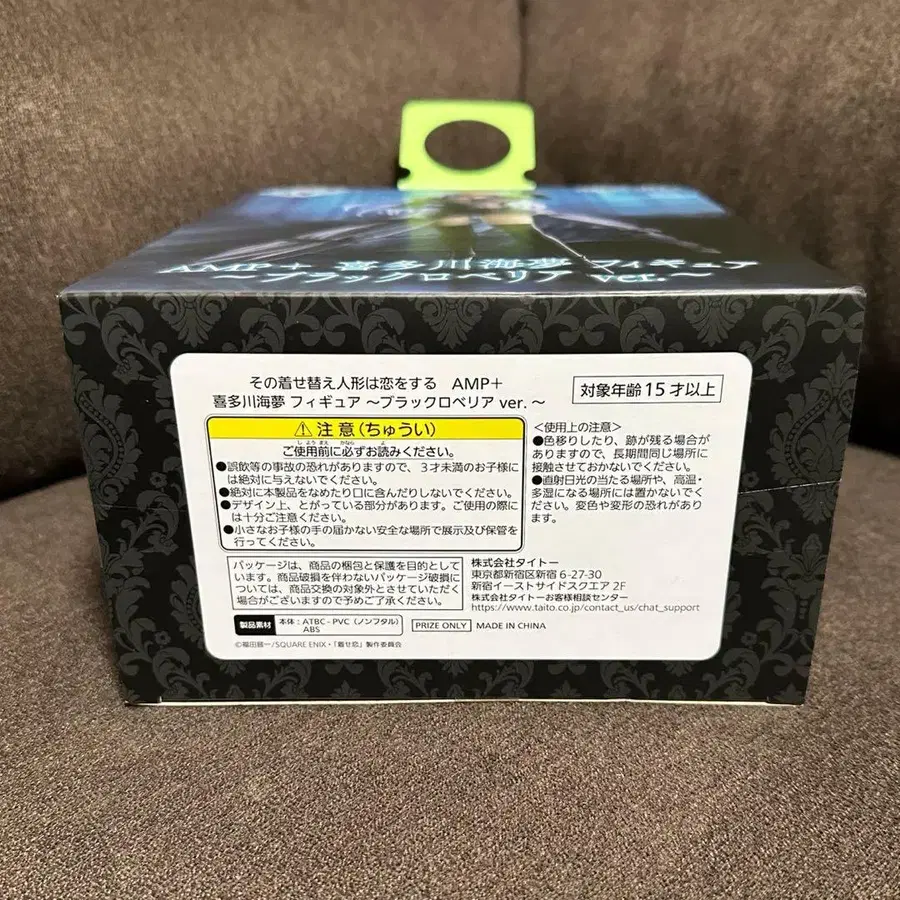 AMP+ 喜多川海夢 フィギュア
～ブラックロベリア ver.～
その着せ替え人形は恋をする AMP+
喜多川海夢 フィギュア ～ブラックロベリア ver.～
対象年齢15才以上
⚠注意(ちゅうい)
しようまえ かなら よ
ご使用前に必ずお読みください。
●誤飲等の事故の恐れがありますので、3才未満のお子様に
は絶対に与えないでください。
●絶対に本製品をなめたり口に含んだりしないでください。
●デザイン上、とがっている部分があります。ご使用の際に
は十分ご注意ください。
●小さなお子様の手の届かない安全な場所で展示及び保管を
行ってください。
<使用上の注意>
●色移りしたり、跡が残る場合が
ありますので、長期間同じ場所に
接触させておかないでください。
●直射日光の当たる場所や、高温・
多湿になる場所には置かないでく
ださい。変色や変形の恐れがあり
ます。
パッケージは、商品の梱包と保護を目的として
います。商品破損を伴わないパッケージ破損に
ついては、商品交換の対象外とさせていただく
場合がございますので予めご了承ください。
株式会社タイトー
東京都新宿区新宿 6-27-30
新宿イーストサイドスクエア 2F
株式会社タイトーお客様相談センター
https://www.taito.co.jp/contact_us/chat_support
製品素材 本体：ATBC-PVC（ノンフタル）
ABS
PRIZE ONLY MADE IN CHINA
©福田晋一/SQUARE ENIX・「着せ恋」製作委員会